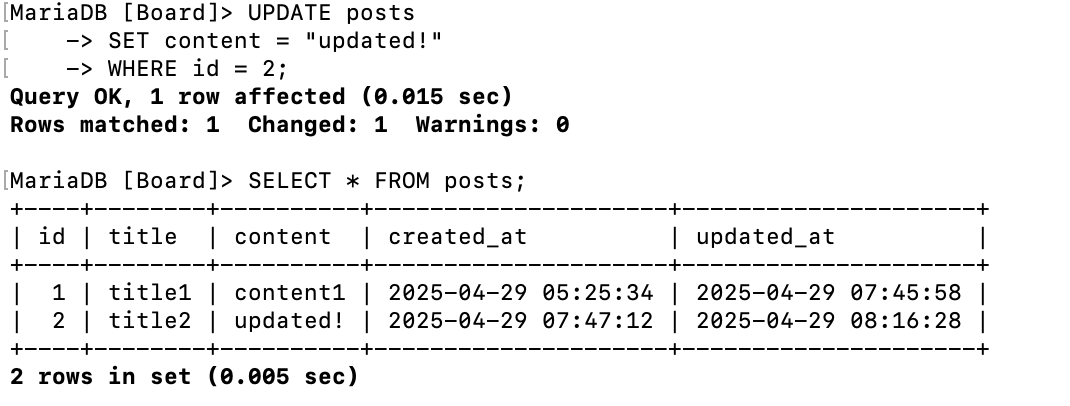 [MariaDB [Board]> UPDATE posts
[    -> SET content = "updated!"
[    -> WHERE id = 2;
Query OK, 1 row affected (0.015 sec)
Rows matched: 1  Changed: 1  Warnings: 0

[MariaDB [Board]> SELECT * FROM posts;
+----+--------+----------+---------------------+---------------------+
| id | title  | content  | created_at          | updated_at          |
+----+--------+----------+---------------------+---------------------+
|  1 | title1 | content1 | 2025-04-29 05:25:34 | 2025-04-29 07:45:58 |
|  2 | title2 | updated! | 2025-04-29 07:47:12 | 2025-04-29 08:16:28 |
+----+--------+----------+---------------------+---------------------+
2 rows in set (0.005 sec)